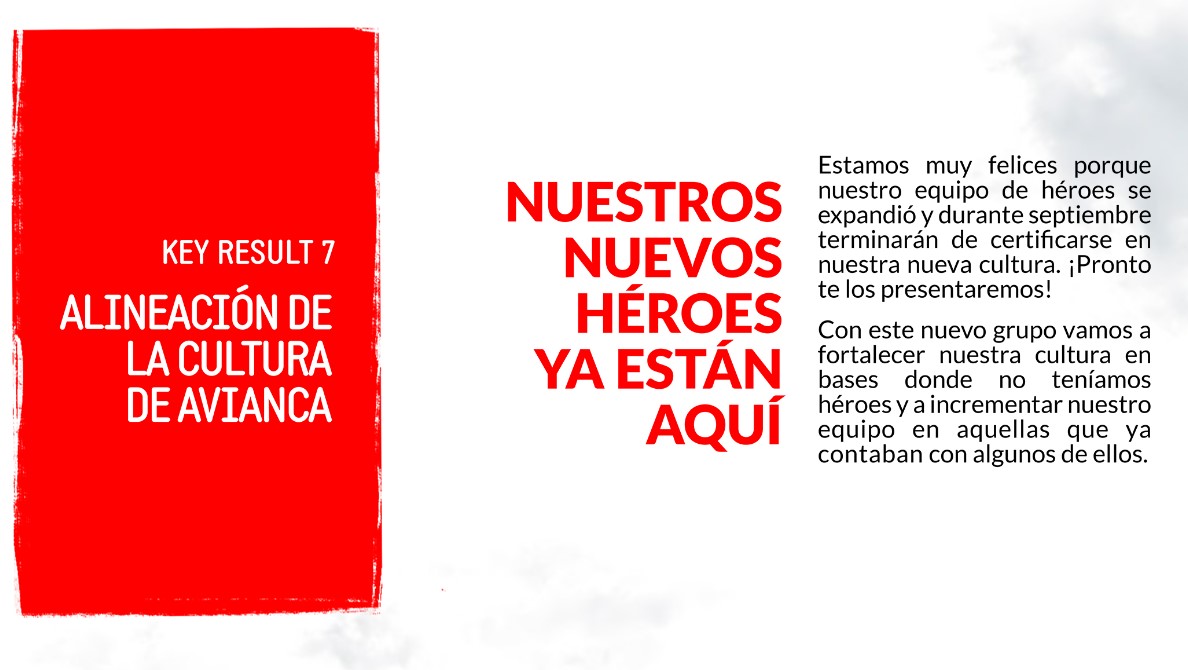 KEY RESULT 7
ALINEACIÓN DE
LA CULTURA
DE AVIANCA
NUESTROS
NUEVOS
HÉROES
YA ESTÁN
AQUÍ
Estamos muy felices porque
nuestro equipo de héroes se
expandió y durante septiembre
terminarán de certificarse en
nuestra nueva cultura. ¡Pronto
te los presentaremos!
Con este nuevo grupo vamos a
fortalecer nuestra cultura en
bases donde no teníamos
héroes y a incrementar nuestro
equipo en aquellas que ya
contaban con algunos de ellos.